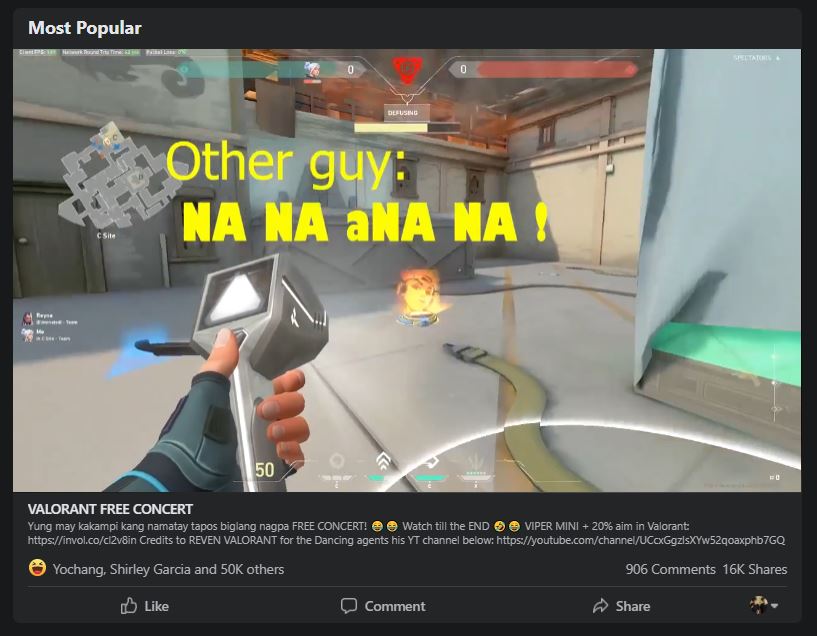 Most Popular
0
0
SPECTATORS
DEFUSING
Other guy:
NA NA aNA NA !
C Site
Reyna
Me
50
C
VALORANT FREE CONCERT
Yung may kakampi kang namatay tapos biglang nagpa FREE CONCERT! 😆 😆 Watch till the END 🤣 😆 VIPER MINI + 20% aim in Valorant:
https://invol.co/cl2v8in Credits to REVEN VALORANT for the Dancing agents his YT channel below: https://youtube.com/channel/UCcxGgzlsXYw52qoaxphb7GQ
Yochang, Shirley Garcia and 50K others
906 Comments 16K Shares
Like
Comment
Share